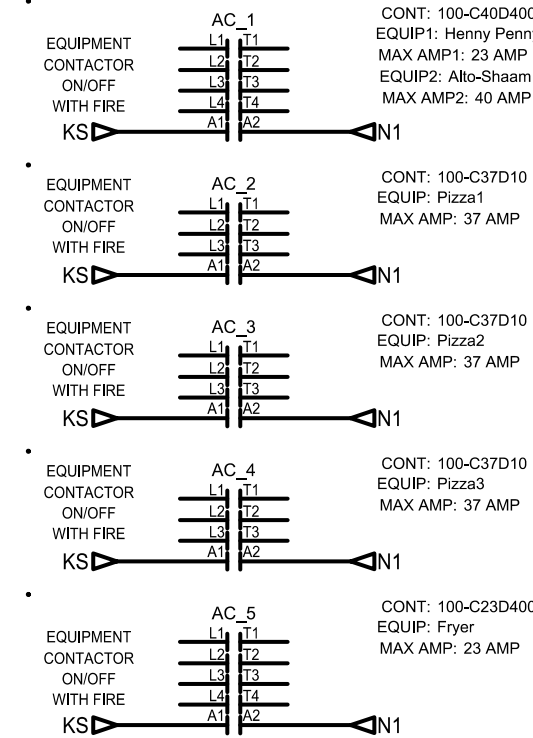 AC_1
EQUIPMENT
CONTACTOR
ON/OFF
WITH FIRE
L1 T1
L2 T2
L3 T3
L4 T4
A1 A2
KS
N1
CONT: 100-C40D400
EQUIP1: Henny Penny
MAX AMP1: 23 AMP
EQUIP2: Alto-Shaam
MAX AMP2: 40 AMP
AC_2
EQUIPMENT
CONTACTOR
ON/OFF
WITH FIRE
L1 T1
L2 T2
L3 T3
A1 A2
KS
N1
CONT: 100-C37D10
EQUIP: Pizza1
MAX AMP: 37 AMP
AC_3
EQUIPMENT
CONTACTOR
ON/OFF
WITH FIRE
L1 T1
L2 T2
L3 T3
A1 A2
KS
N1
CONT: 100-C37D10
EQUIP: Pizza2
MAX AMP: 37 AMP
AC_4
EQUIPMENT
CONTACTOR
ON/OFF
WITH FIRE
L1 T1
L2 T2
L3 T3
A1 A2
KS
N1
CONT: 100-C37D10
EQUIP: Pizza3
MAX AMP: 37 AMP
AC_5
EQUIPMENT
CONTACTOR
ON/OFF
WITH FIRE
L1 T1
L2 T2
L3 T3
L4 T4
A1 A2
KS
N1
CONT: 100-C23D400
EQUIP: Fryer
MAX AMP: 23 AMP